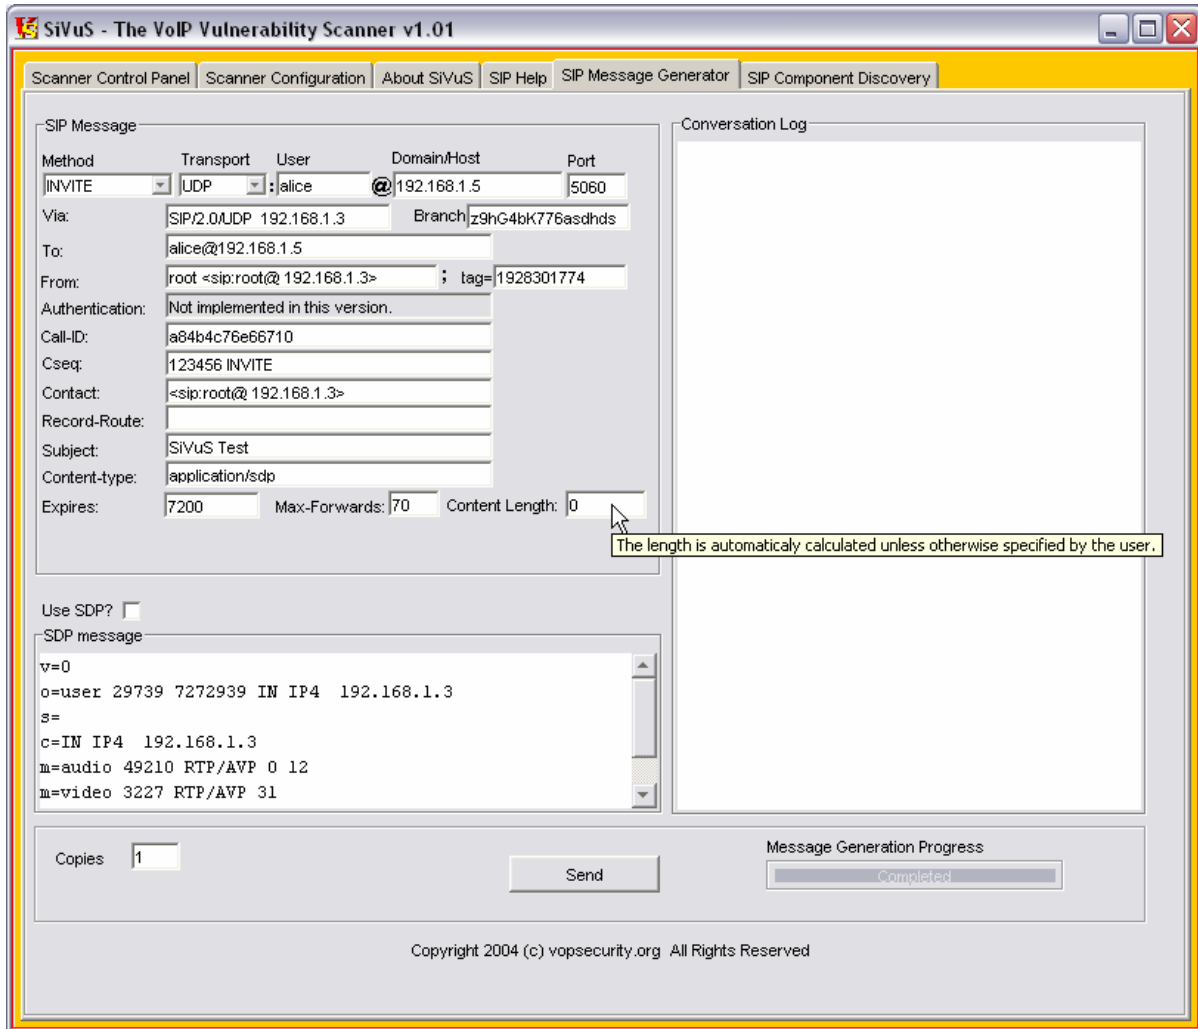 SiVuS - The VoIP Vulnerability Scanner v1.01
Scanner Control Panel Scanner Configuration About SiVuS SIP Help SIP Message Generator SIP Component Discovery
SIP Message
Method Transport User Domain/Host Port
INVITE UDP : alice @ 192.168.1.5 5060
Via: SIP/2.0/UDP 192.168.1.3 Branch z9hG4bK776asdhds
To: alice@192.168.1.5
From: root <sip:root@ 192.168.1.3> ; tag= 1928301774
Authentication: Not implemented in this version.
Call-ID: a84b4c76e66710
Cseq: 123456 INVITE
Contact: <sip:root@ 192.168.1.3>
Record-Route:
Subject: SiVuS Test
Content-type: application/sdp
Expires: 7200 Max-Forwards: 70 Content Length: 0
The length is automaticaly calculated unless otherwise specified by the user.
Conversation Log
Use SDP?
SDP message
v=0
o=user 29739 7272939 IN IP4  192.168.1.3
s=
c=IN IP4  192.168.1.3
m=audio 49210 RTP/AVP 0 12
m=video 3227 RTP/AVP 31
Copies 1
Send
Message Generation Progress
Completed
Copyright 2004 (c) vopsecurity.org All Rights Reserved